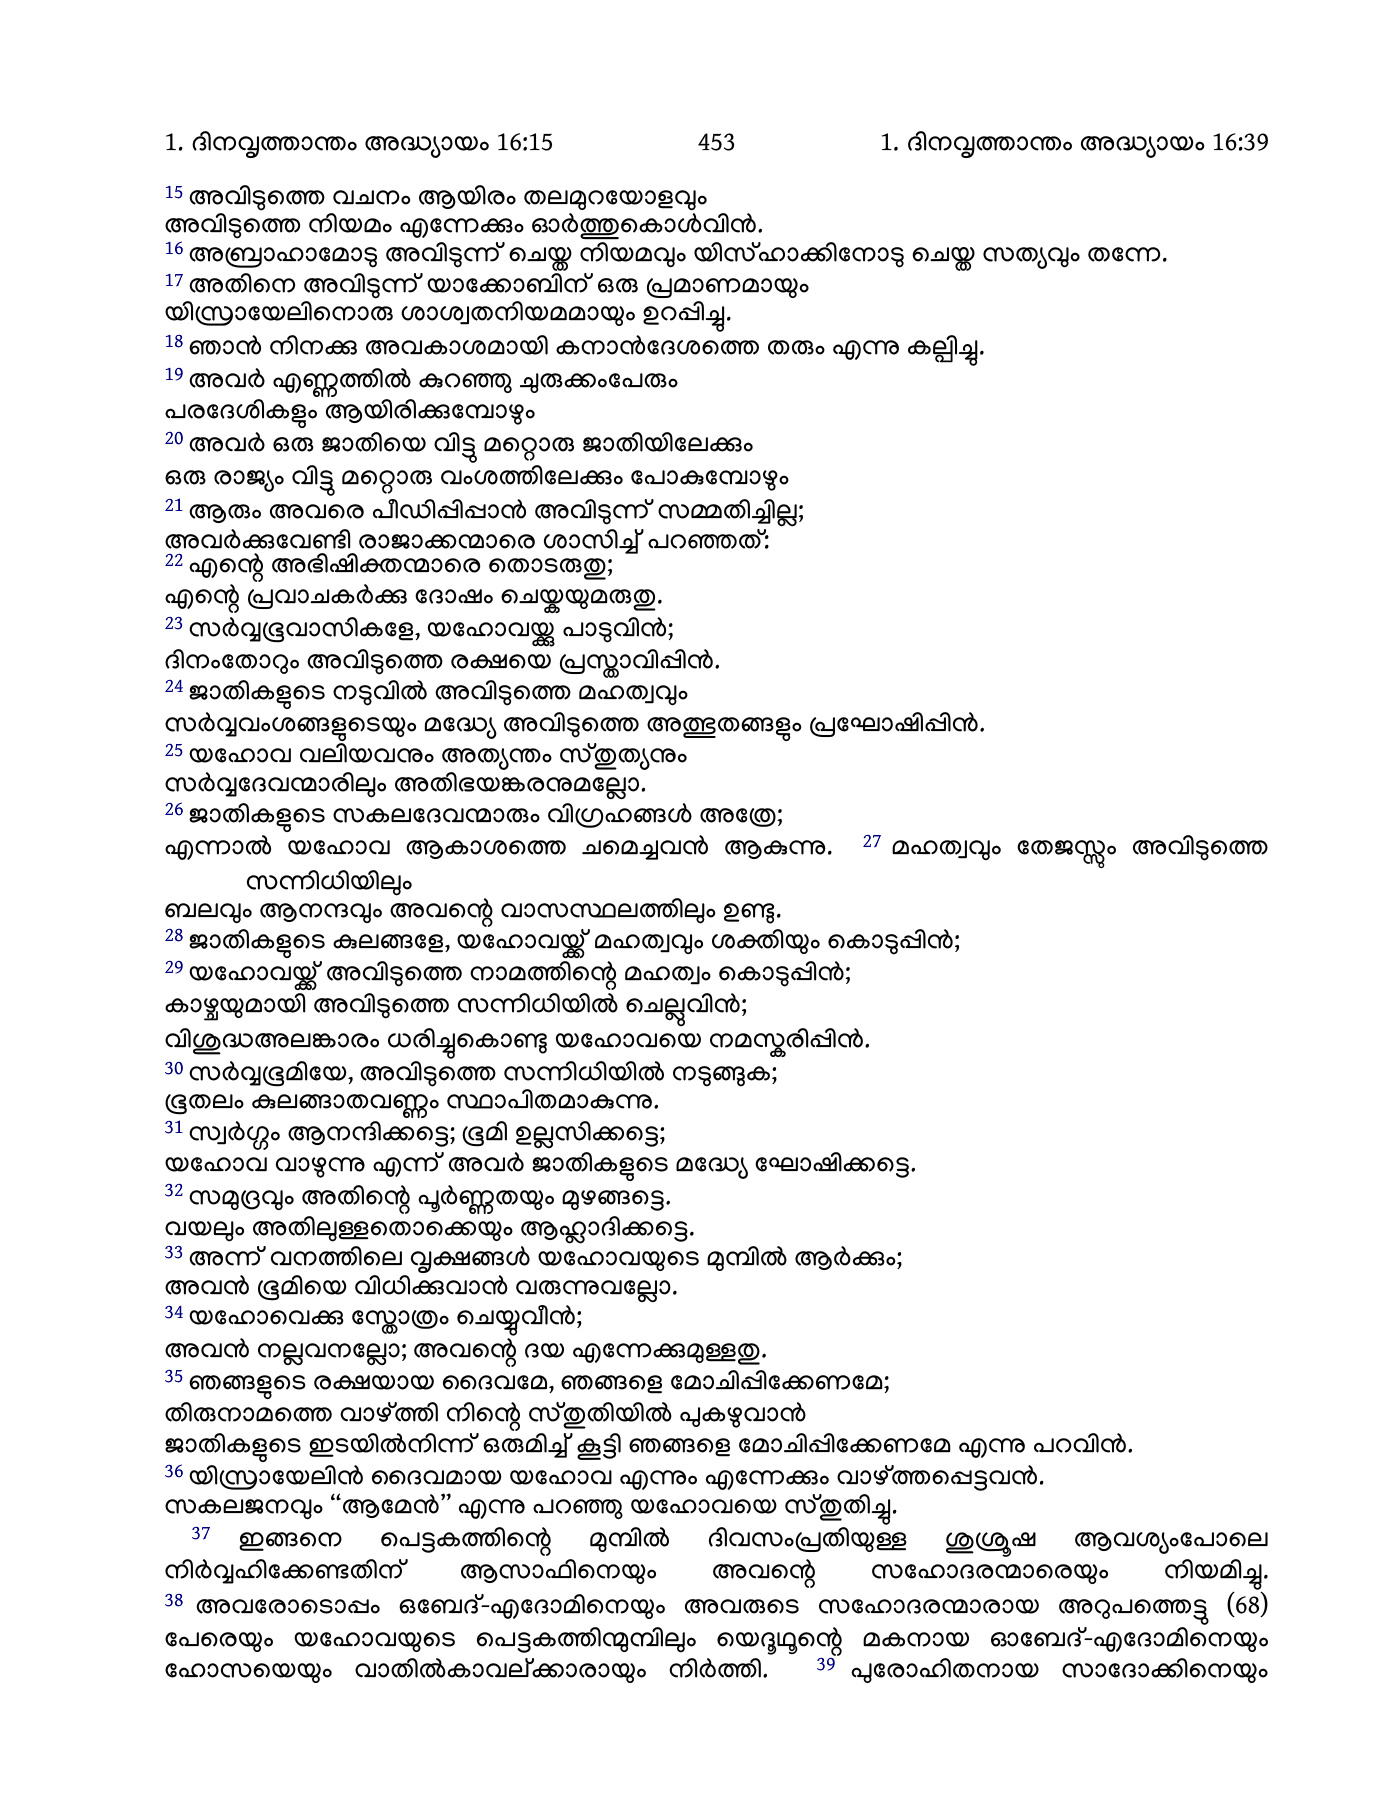 1. ദിനവൃത്താന്തം അദ്ധ്യായം 16:15 453 1. ദിനവൃത്താന്തം അദ്ധ്യായം 16:39
15 അവിടുത്തെ വചനം ആയിരം തലമുറയോളവും
അവിടുത്തെ നിയമം എന്നേക്കും ഓർത്തുകൊൾവിൻ.
16 അബ്രാഹാമോടു അവിടുന്ന് ചെയ്ത നിയമവും യിസ്ഹാക്കിനോടു ചെയ്ത സത്യവും തന്നേ.
17 അതിനെ അവിടുന്ന് യാക്കോബിന് ഒരു പ്രമാണമായും
യിസ്രായേലിനൊരു ശാശ്വതനിയമമായും ഉറപ്പിച്ചു.
18 ഞാൻ നിനക്കു അവകാശമായി കനാൻദേശത്തെ തരും എന്നു കല്പിച്ചു.
19 അവർ എണ്ണത്തിൽ കുറഞ്ഞു ചുരുക്കംപേരും
പരദേശികളും ആയിരിക്കുമ്പോഴും
20 അവർ ഒരു ജാതിയെ വിട്ടു മറ്റൊരു ജാതിയിലേക്കും
ഒരു രാജ്യം വിട്ടു മറ്റൊരു വംശത്തിലേക്കും പോകുമ്പോഴും
21 ആരും അവരെ പീഡിപ്പിപ്പാൻ അവിടുന്ന് സമ്മതിച്ചില്ല;
അവർക്കുവേണ്ടി രാജാക്കന്മാരെ ശാസിച്ച് പറഞ്ഞത്:
22 എന്റെ അഭിഷിക്തന്മാരെ തൊടരുതു;
എന്റെ പ്രവാചകർക്കു ദോഷം ചെയ്കയുമരുതു.
23 സർവ്വഭൂവാസികളേ, യഹോവയ്ക്കു പാടുവിൻ;
ദിനംതോറും അവിടുത്തെ രക്ഷയെ പ്രസ്താവിപ്പിൻ.
24 ജാതികളുടെ നടുവിൽ അവിടുത്തെ മഹത്വവും
സർവ്വവംശങ്ങളുടെയും മദ്ധ്യേ അവിടുത്തെ അത്ഭുതങ്ങളും പ്രഘോഷിപ്പിൻ.
25 യഹോവ വലിയവനും അത്യന്തം സ്തുത്യനും
സർവ്വദേവന്മാരിലും അതിഭയങ്കരനുമല്ലോ.
26 ജാതികളുടെ സകലദേവന്മാരും വിഗ്രഹങ്ങൾ അത്രേ;
എന്നാൽ യഹോവ ആകാശത്തെ ചമെച്ചവൻ ആകുന്നു. 27 മഹത്വവും തേജസ്സും അവിടുത്തെ
സന്നിധിയിലും
ബലവും ആനന്ദവും അവന്റെ വാസസ്ഥലത്തിലും ഉണ്ടു.
28 ജാതികളുടെ കുലങ്ങളേ, യഹോവയ്ക്ക് മഹത്വവും ശക്തിയും കൊടുപ്പിൻ;
29 യഹോവയ്ക്ക് അവിടുത്തെ നാമത്തിന്റെ മഹത്വം കൊടുപ്പിൻ;
കാഴ്ചയുമായി അവിടുത്തെ സന്നിധിയിൽ ചെല്ലുവിൻ;
വിശുദ്ധഅലങ്കാരം ധരിച്ചുകൊണ്ടു യഹോവയെ നമസ്കരിപ്പിൻ.
30 സർവ്വഭൂമിയേ, അവിടുത്തെ സന്നിധിയിൽ നടുങ്ങുക;
ഭൂതലം കുലങ്ങാതവണ്ണം സ്ഥാപിതമാകുന്നു.
31 സ്വർഗ്ഗം ആനന്ദിക്കട്ടെ; ഭൂമി ഉല്ലസിക്കട്ടെ;
യഹോവ വാഴുന്നു എന്ന് അവർ ജാതികളുടെ മദ്ധ്യേ ഘോഷിക്കട്ടെ.
32 സമുദ്രവും അതിന്റെ പൂർണ്ണതയും മുഴങ്ങട്ടെ.
വയലും അതിലുള്ളതൊക്കെയും ആഹ്ലാദിക്കട്ടെ.
33 അന്ന് വനത്തിലെ വൃക്ഷങ്ങൾ യഹോവയുടെ മുമ്പിൽ ആർക്കും;
അവൻ ഭൂമിയെ വിധിക്കുവാൻ വരുന്നുവല്ലോ.
34 യഹോവെക്കു സ്തോത്രം ചെയ്യുവീൻ;
അവൻ നല്ലവനല്ലോ; അവന്റെ ദയ എന്നേക്കുമുള്ളതു.
35 ഞങ്ങളുടെ രക്ഷയായ ദൈവമേ, ഞങ്ങളെ മോചിപ്പിക്കേണമേ;
തിരുനാമത്തെ വാഴ്ത്തി നിന്റെ സ്തുതിയിൽ പുകഴുവാൻ
ജാതികളുടെ ഇടയിൽനിന്ന് ഒരുമിച്ച് കൂട്ടി ഞങ്ങളെ മോചിപ്പിക്കേണമേ എന്നു പറവിൻ.
36 യിസ്രായേലിൻ ദൈവമായ യഹോവ എന്നും എന്നേക്കും വാഴ്ത്തപ്പെട്ടവൻ.
സകലജനവും “ആമേൻ” എന്നു പറഞ്ഞു യഹോവയെ സ്തുതിച്ചു.
37 ഇങ്ങനെ പെട്ടകത്തിന്റെ മുമ്പിൽ ദിവസംപ്രതിയുള്ള ശുശ്രൂഷ ആവശ്യംപോലെ
നിർവ്വഹിക്കേണ്ടതിന് ആസാഫിനെയും അവന്റെ സഹോദരന്മാരെയും നിയമിച്ചു.
38 അവരോടൊപ്പം ഒബേദ്-എദോമിനെയും അവരുടെ സഹോദരന്മാരായ അറുപത്തെട്ടു (68)
പേരെയും യഹോവയുടെ പെട്ടകത്തിന്മുമ്പിലും യെദൂഥൂന്റെ മകനായ ഓബേദ്-എദോമിനെയും
ഹോസയെയും വാതിൽകാവല്ക്കാരായും നിർത്തി. 39 പുരോഹിതനായ സാദോക്കിനെയും